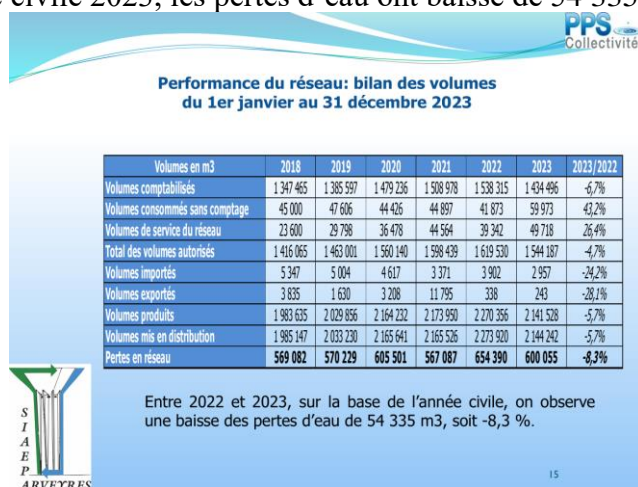 civile 2023, les pertes d'eau ont baissé de 54 335
PPS
Collectivité
Performance du réseau: bilan des volumes
du 1er janvier au 31 décembre 2023
Volumes en m3 2018 2019 2020 2021 2022 2023 2023/2022
Volumes comptabilisés 1 347 465 1 385 597 1 479 236 1 508 978 1 538 315 1 434 496 -6,7%
Volumes consommés sans comptage 45 000 47 606 44 426 44 897 41 873 59 973 43,2%
Volumes de service du réseau 23 600 29 798 36 478 44 564 39 342 49 718 26,4%
Total des volumes autorisés 1 416 065 1 463 001 1 560 140 1 598 439 1 619 530 1 544 187 -4,7%
Volumes importés 5 347 5 004 4 617 3 371 3 902 2 957 -24,2%
Volumes exportés 3 835 1 630 3 208 11 795 338 243 -28,1%
Volumes produits 1 983 635 2 029 856 2 164 232 2 173 950 2 270 356 2 141 528 -5,7%
Volumes mis en distribution 1 985 147 2 033 230 2 165 641 2 165 526 2 273 920 2 144 242 -5,7%
Pertes en réseau 569 082 570 229 605 501 567 087 654 390 600 055 -8,3%
Entre 2022 et 2023, sur la base de l'année civile, on observe
une baisse des pertes d'eau de 54 335 m3, soit -8,3 %.
S
I
A
E
P
ARVEYRES
15